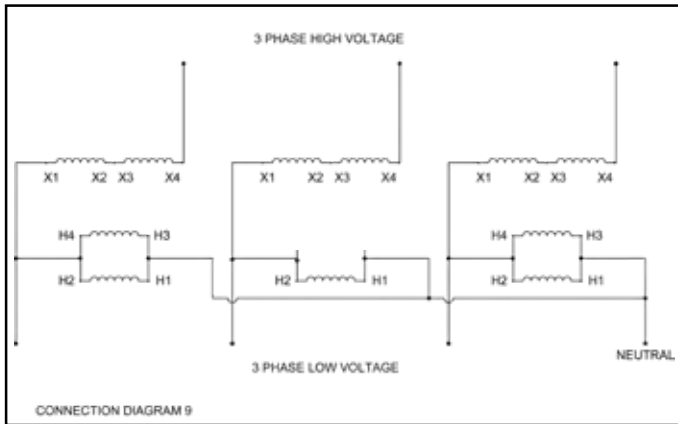 3 PHASE HIGH VOLTAGE
X1 X2 X3 X4 X1 X2 X3 X4 X1 X2 X3 X4
H4 H3 H4 H3
H2 H1 H2 H1 H2 H1
3 PHASE LOW VOLTAGE NEUTRAL
CONNECTION DIAGRAM 9